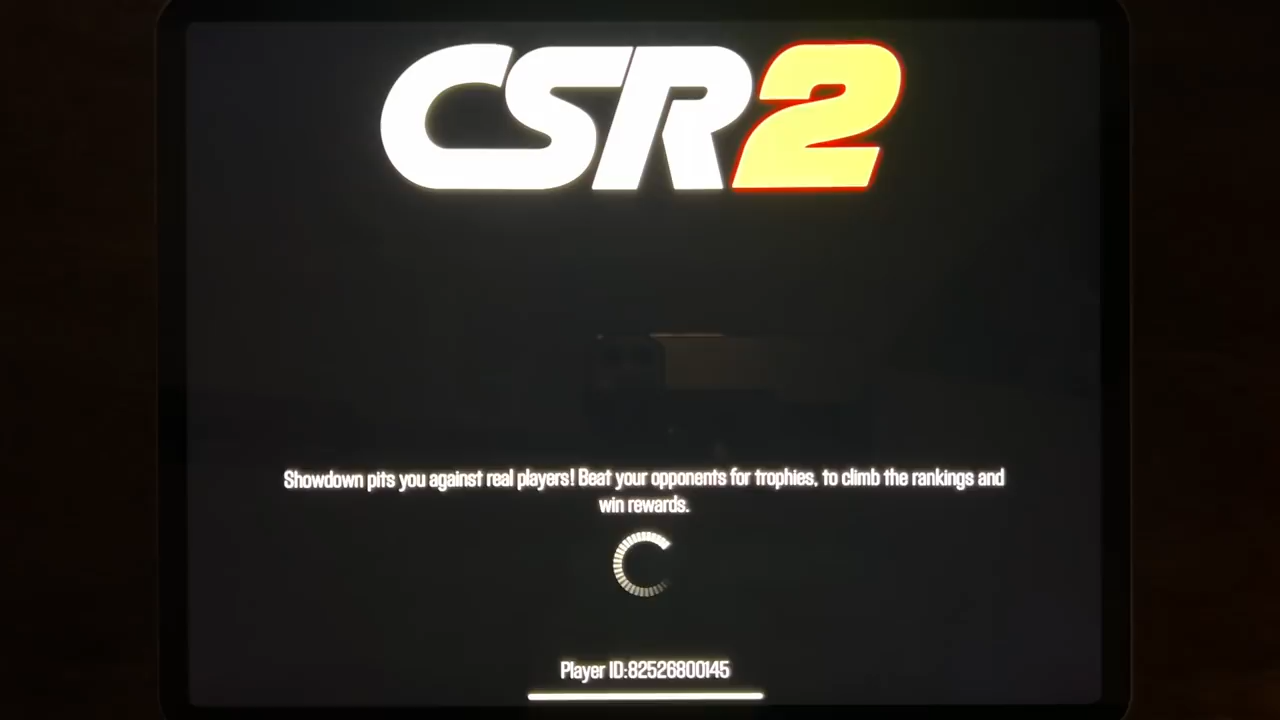 CSR2
Showdown pits you against real players! Beat your opponents for trophies, to climb the rankings and
win rewards.
Player ID:82526800145